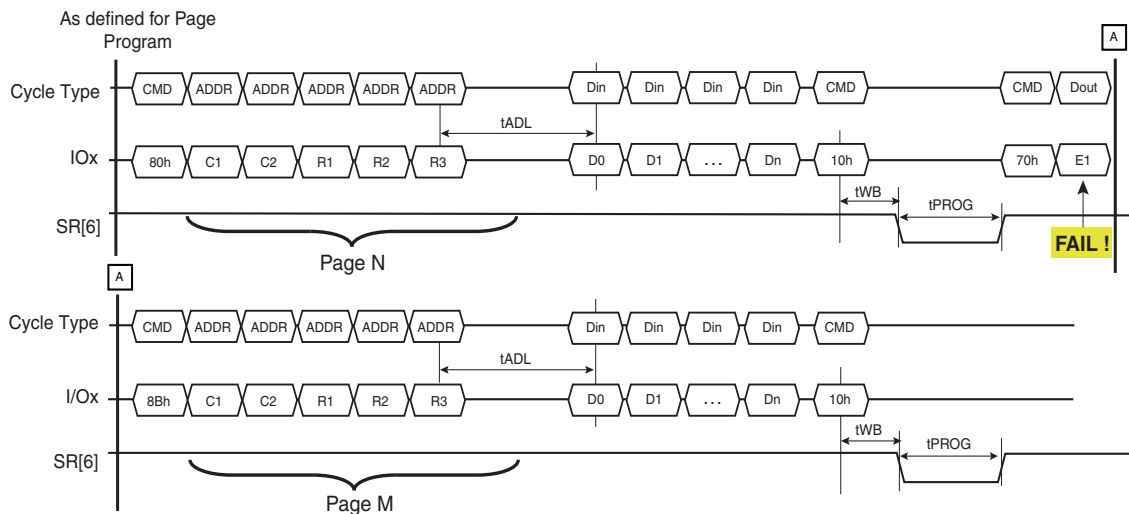 As defined for Page
Program
A
Cycle Type CMD ADDR ADDR ADDR ADDR ADDR Din Din Din Din CMD CMD Dout
tADL
IOx 80h C1 C2 R1 R2 R3 D0 D1 ... Dn 10h 70h E1
tWB tPROG
SR[6]
FAIL !
Page N
A
Cycle Type CMD ADDR ADDR ADDR ADDR ADDR Din Din Din Din CMD
tADL
I/Ox 8Bh C1 C2 R1 R2 R3 D0 D1 ... Dn 10h
tWB tPROG
SR[6]
Page M